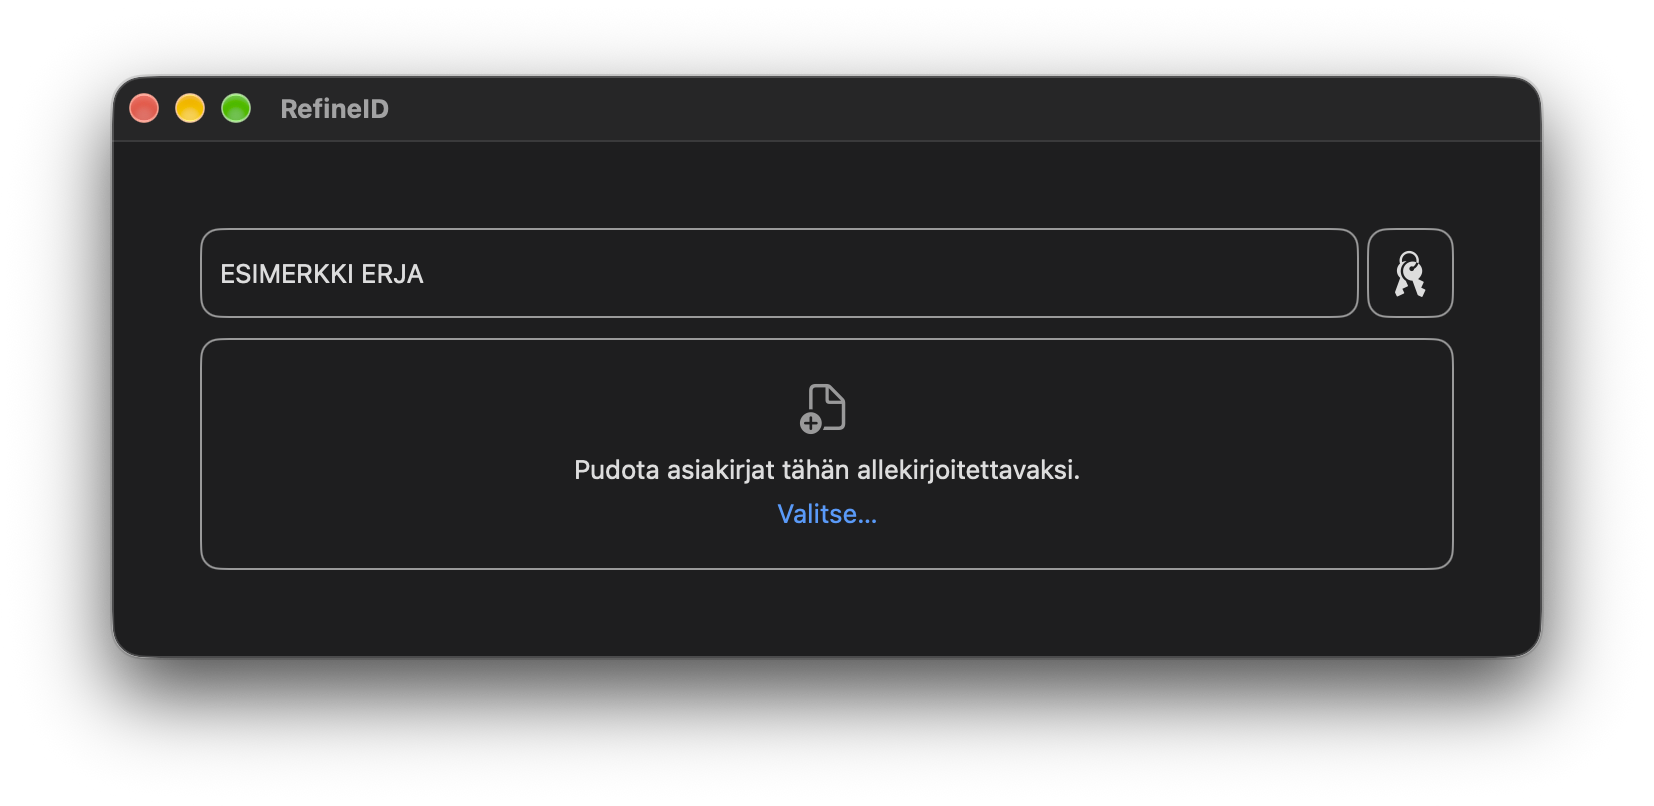 RefineID
ESIMERKKI ERJA
Pudota asiakirjat tähän allekirjoitettavaksi.
Valitse...